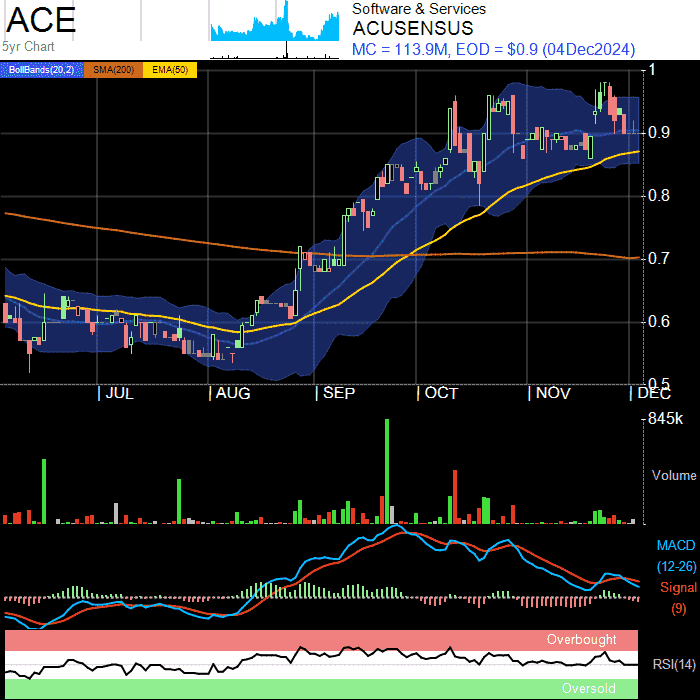 ACE
5yr Chart
Software & Services
ACUSENSUS
MC = 113.9M, EOD = $0.9 (04Dec2024)
BollBands(20,2) SMA(200) EMA(50)
1
0.9
0.8
0.7
0.6
0.5
JUL AUG SEP OCT NOV DEC
845k
Volume
MACD
(12-26)
Signal
(9)
Overbought
RSI(14)
Oversold